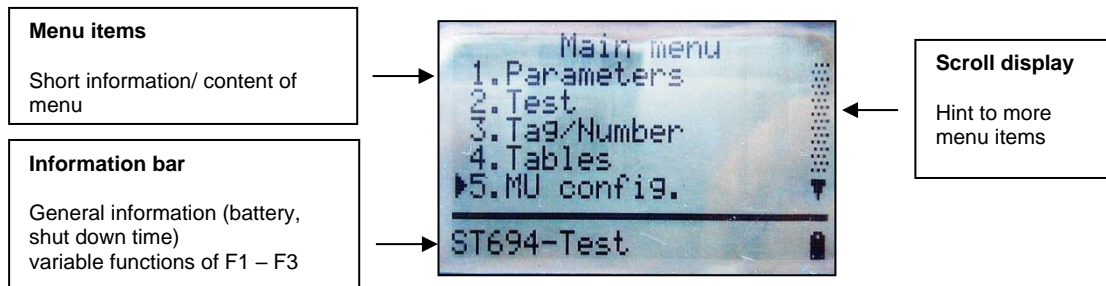 Menu items
Short information/ content of
menu
Information bar
General information (battery,
shut down time)
variable functions of F1 – F3
Main menu
1.Parameters
2.Test
3.Tag/Number
4.Tables
5.MU config.
ST694-Test
Scroll display
Hint to more
menu items